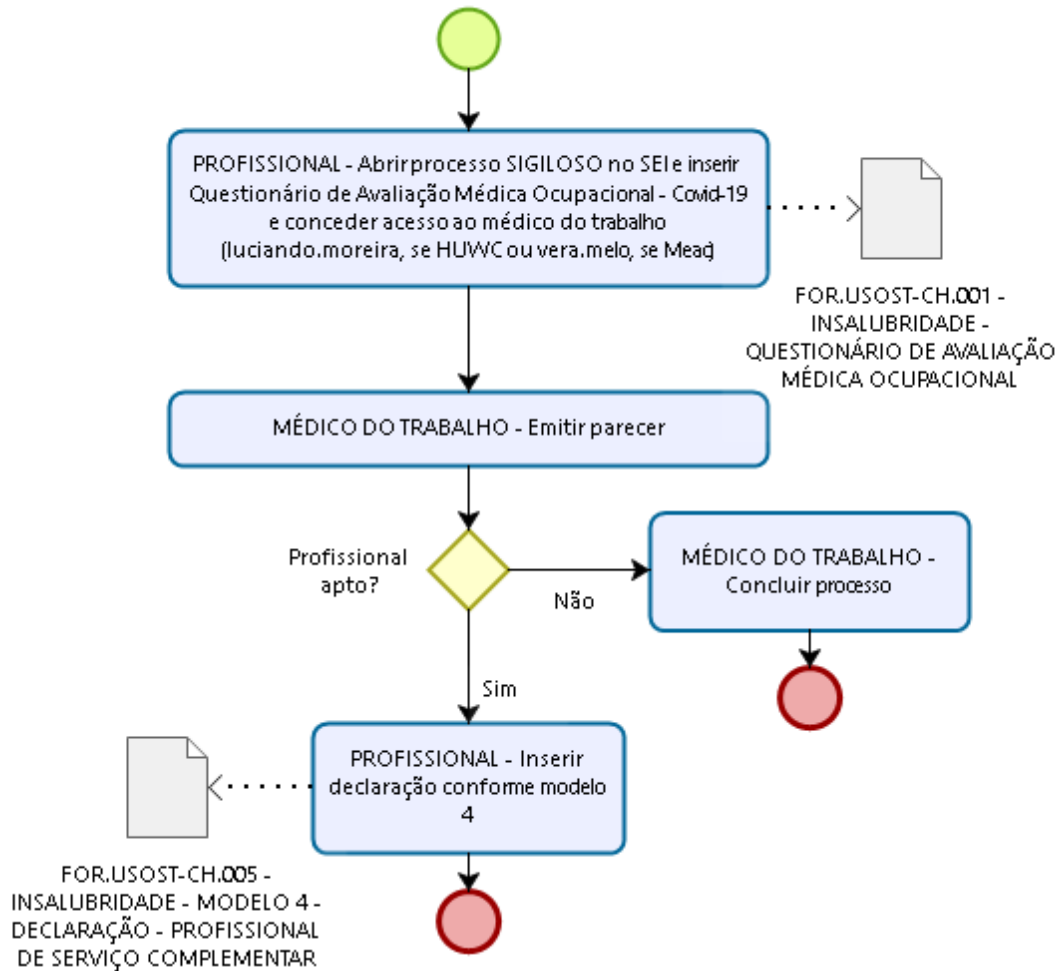 PROFISSIONAL - Abrir processo SIGILOSO no SEI e inserir
Questionário de Avaliação Médica Ocupacional - Covid-19
e conceder acesso ao médico do trabalho
(luciando.moreira, se HUWC ou vera.melo, se Meac)
FOR.USOST-CH.001 -
INSALUBRIDADE -
QUESTIONÁRIO DE AVALIAÇÃO
MÉDICA OCUPACIONAL
MÉDICO DO TRABALHO - Emitir parecer
Profissional
apto?
Não
MÉDICO DO TRABALHO -
Concluir processo
Sim
PROFISSIONAL - Inserir
declaração conforme modelo
4
FOR.USOST-CH.005 -
INSALUBRIDADE - MODELO 4 -
DECLARAÇÃO - PROFISSIONAL
DE SERVIÇO COMPLEMENTAR